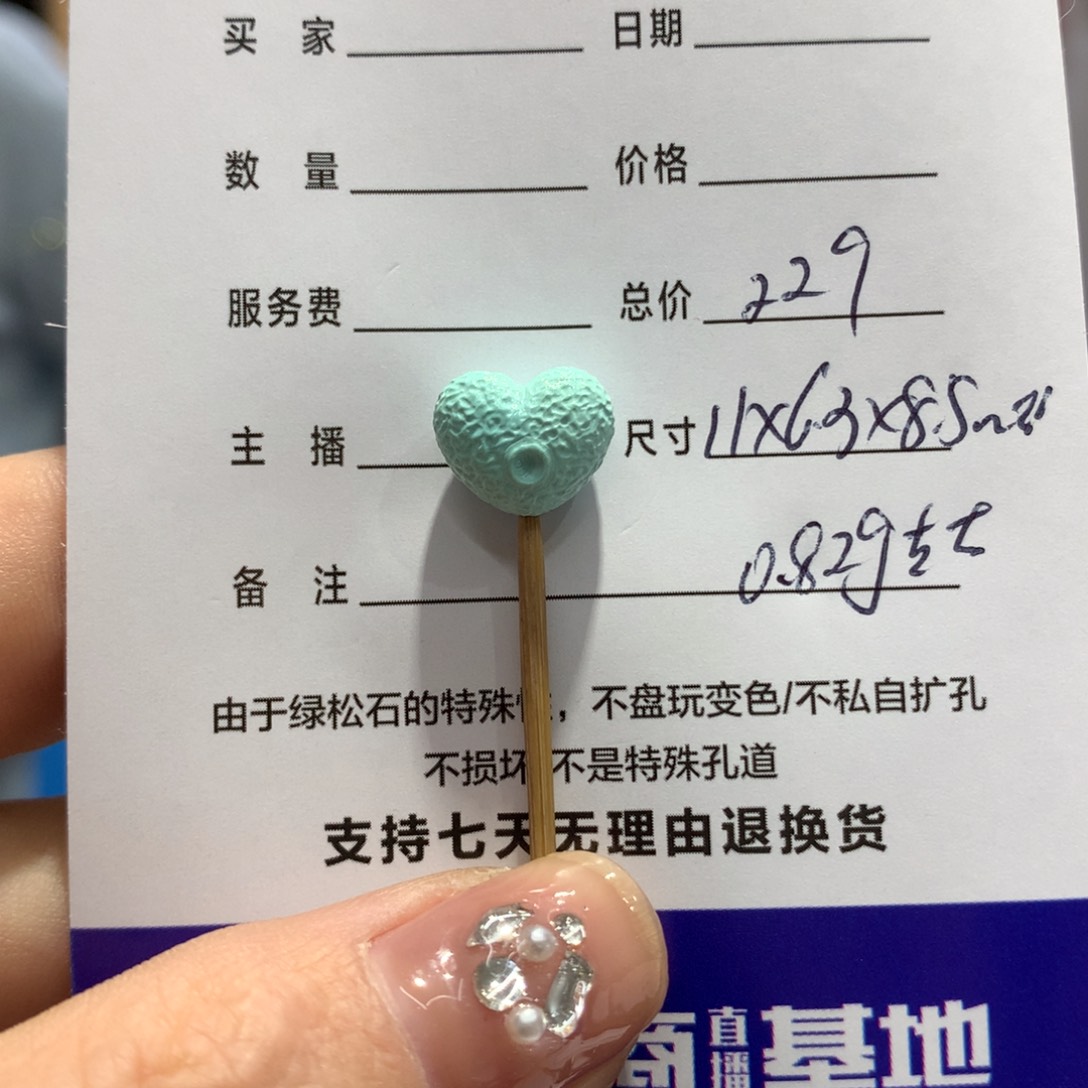 买 家 日期
数 量 价格
服务费 总价 229
主 播 尺寸 11x6.3x8.5mm
备 注 0.829g
由于绿松石的特殊性，不盘玩变色/不私自扩孔
不损坏 不是特殊孔道
支持七天无理由退换货
商直播基地